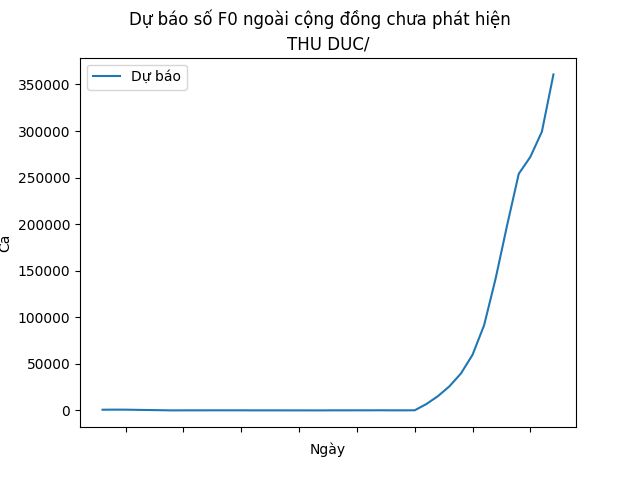 Dự báo số F0 ngoài cộng đồng chưa phát hiện
THU DUC/
Dự báo
350000
300000
250000
200000
150000
100000
50000
0
Ca
Ngày